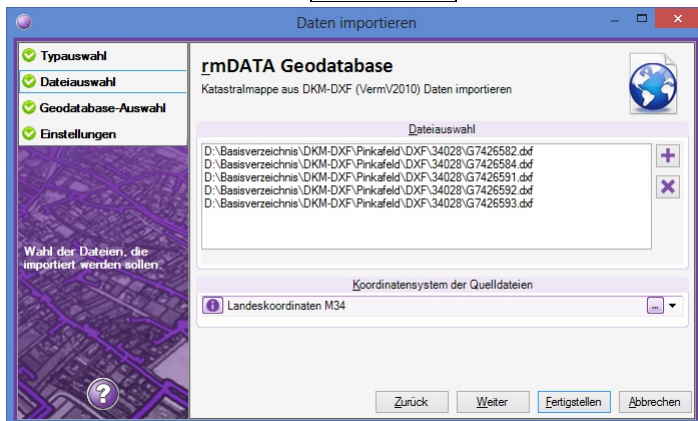 Daten importieren
Typauswahl
Dateiauswahl
Geodatabase-Auswahl
Einstellungen
Wahl der Dateien, die
importiert werden sollen.
?
rmDATA Geodatabase
Katastralmappe aus DKM-DXF (VermV2010) Daten importieren
Dateiauswahl
D:\Basisverzeichnis\DKM-DXF\Pinkafeld\DXF\34028\G7426582.dxf
D:\Basisverzeichnis\DKM-DXF\Pinkafeld\DXF\34028\G7426584.dxf
D:\Basisverzeichnis\DKM-DXF\Pinkafeld\DXF\34028\G7426591.dxf
D:\Basisverzeichnis\DKM-DXF\Pinkafeld\DXF\34028\G7426592.dxf
D:\Basisverzeichnis\DKM-DXF\Pinkafeld\DXF\34028\G7426593.dxf
Koordinatensystem der Quelldateien
Landeskoordinaten M34
...
Zurück Weiter Fertigstellen Abbrechen